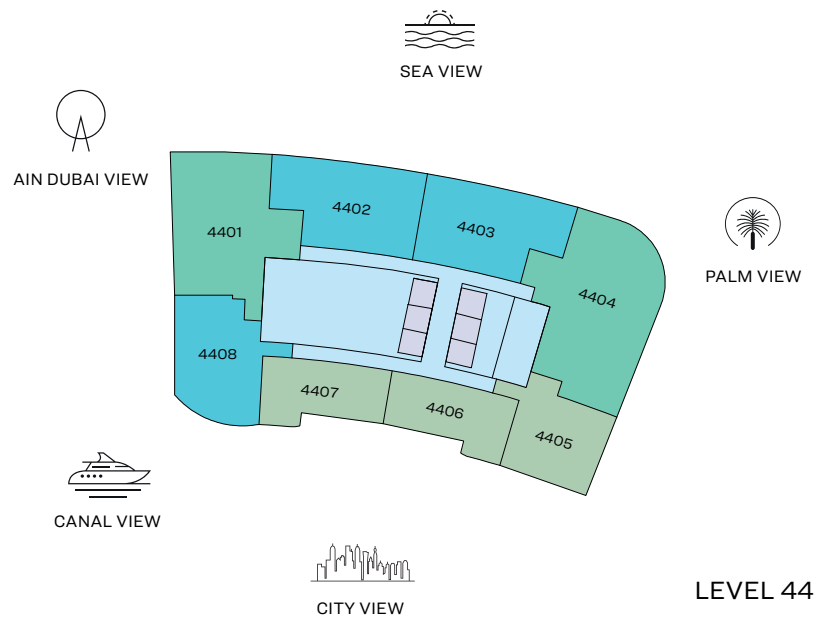 SEA VIEW
AIN DUBAI VIEW
4401
4402
4403
4404
PALM VIEW
4408
4407
4406
4405
CANAL VIEW
CITY VIEW
LEVEL 44